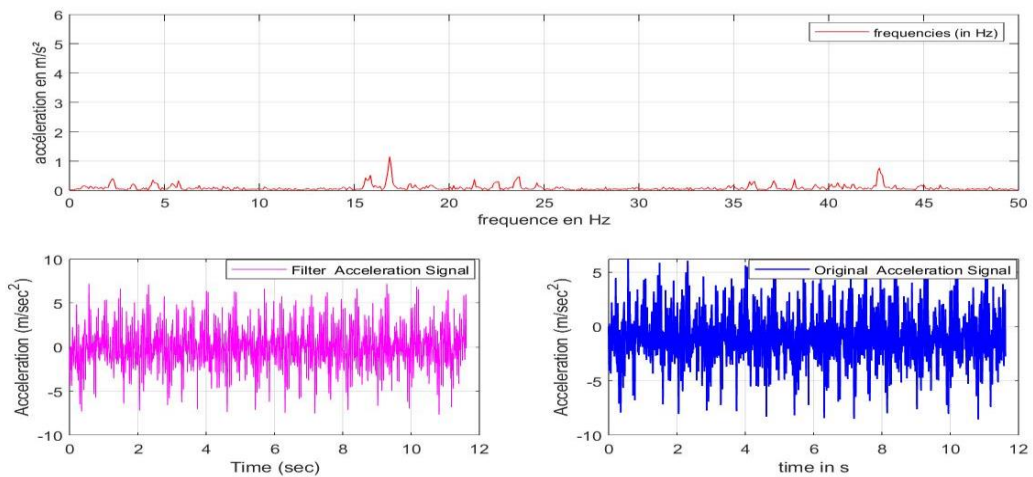 6
5
4
3
2
1
0
accéleration en m/s²
frequencies (in Hz)
0 5 10 15 20 25 30 35 40 45 50
frequence en Hz
10
5
0
-5
-10
Acceleration (m/sec²)
Filter Acceleration Signal
0 2 4 6 8 10 12
Time (sec)
5
0
-5
-10
Acceleration (m/sec²)
Original Acceleration Signal
0 2 4 6 8 10 12
time in s